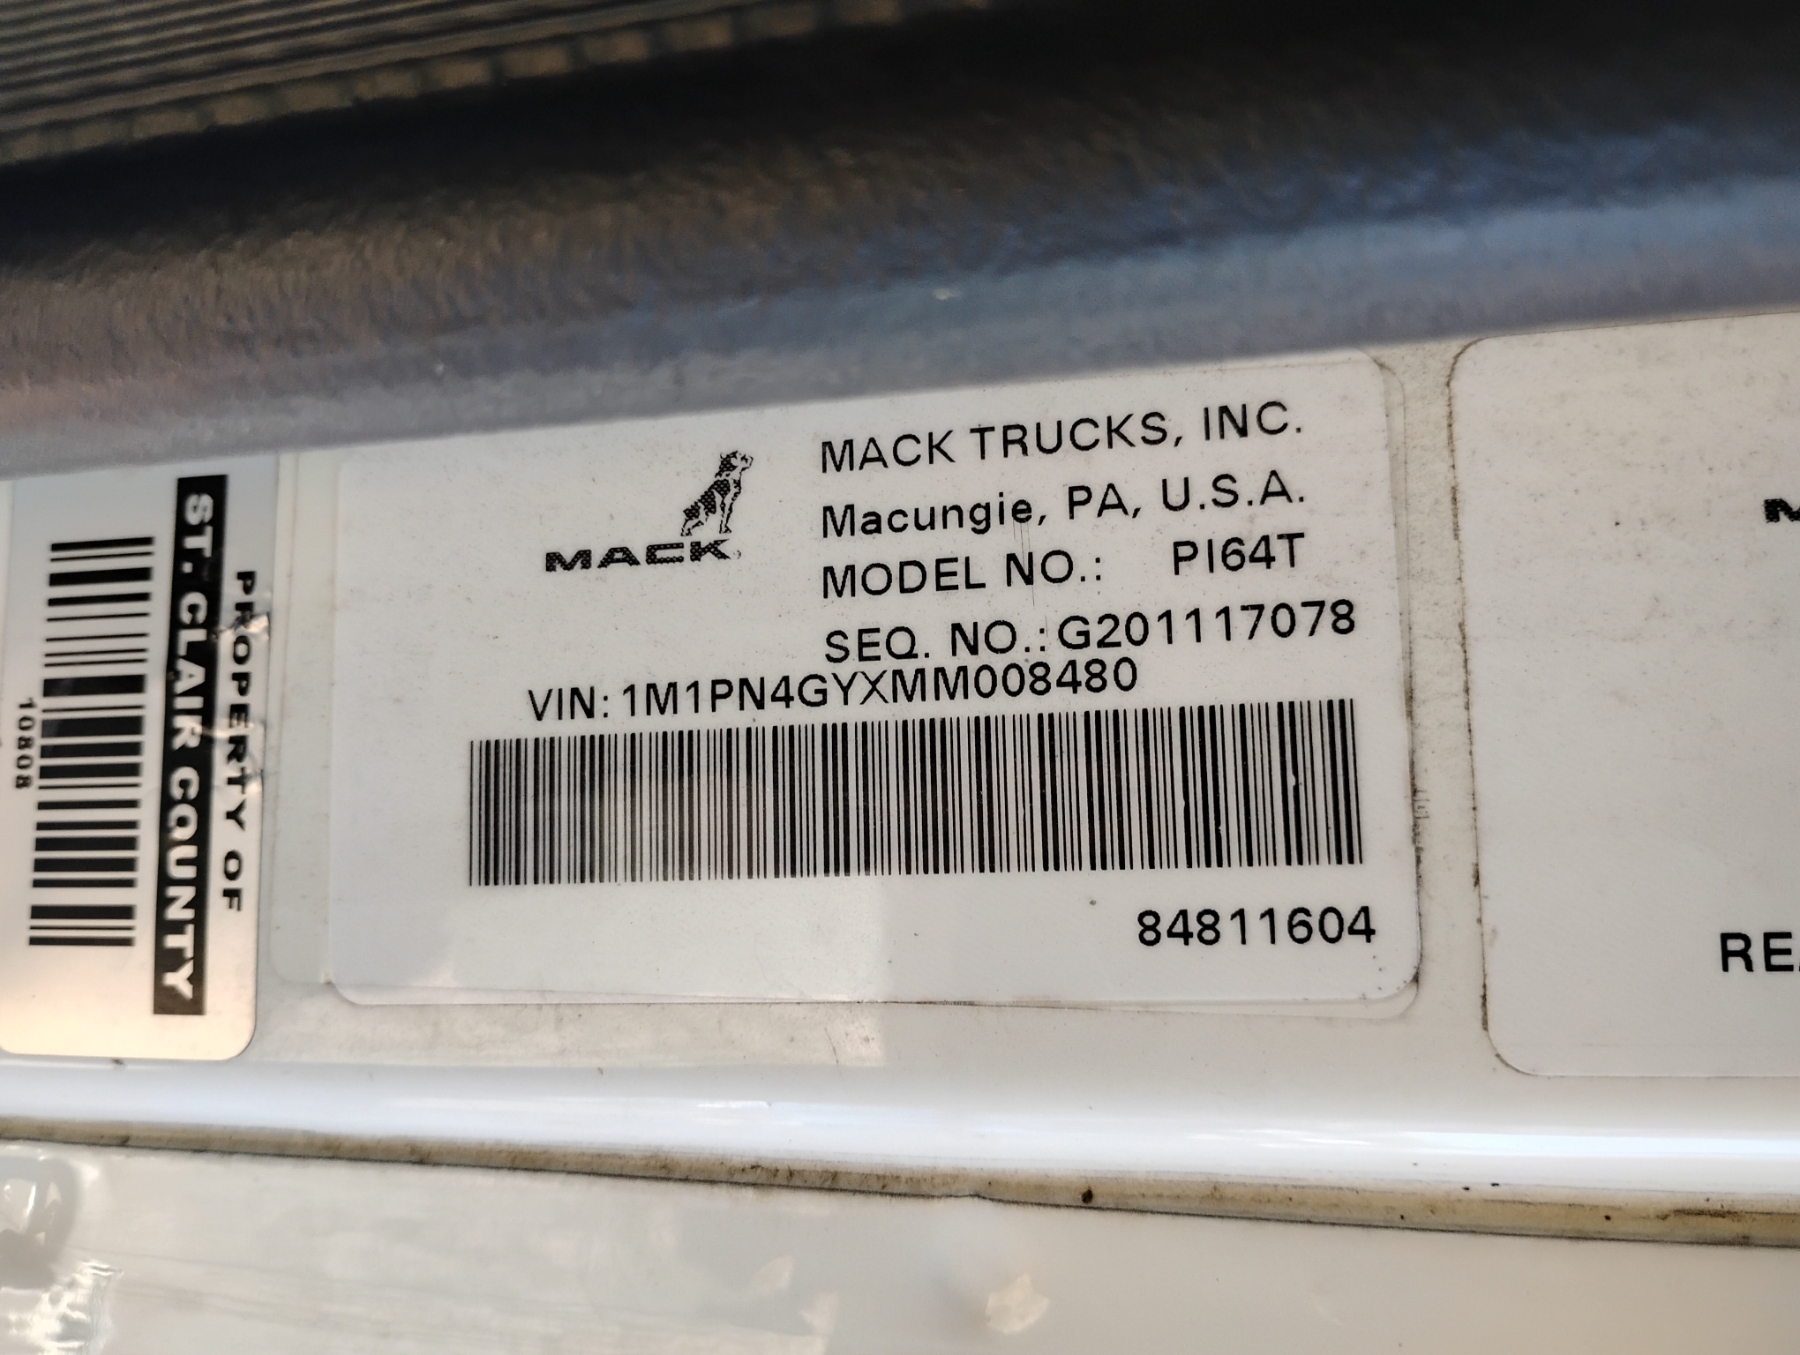 MACK TRUCKS, INC.
Macungie, PA, U.S.A.
MACK
MODEL NO.: PI64T
SEQ. NO.: G201117078
VIN: 1M1PN4GYXMM008480
84811604
PROPERTY OF
ST. CLAIR COUNTY
10808